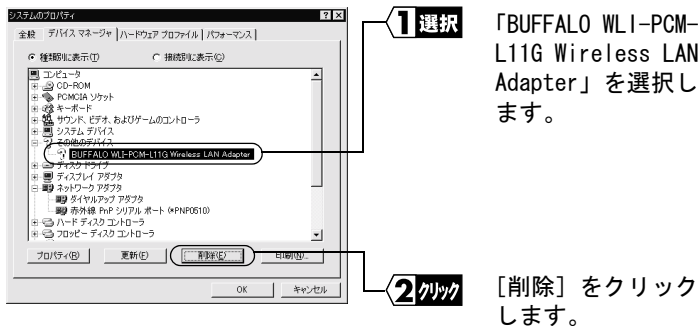 システムのプロパティ
全般 デバイス マネージャ ハードウェア プロファイル パフォーマンス
種類別に表示(T) 接続別に表示(C)
コンピュータ
CD-ROM
PCMCIA ソケット
キーボード
サウンド、ビデオ、およびゲームのコントローラ
システム デバイス
その他のデバイス
BUFFALO WLI-PCM-L11G Wireless LAN Adapter
ディスク ドライブ
ディスプレイ アダプタ
ネットワーク アダプタ
ダイヤルアップ アダプタ
赤外線 PnP シリアル ポート (*PNP0510)
ハード ディスク コントローラ
フロッピー ディスク コントローラ
プロパティ(R) 更新(F) 削除(E) 印刷(N)...
OK キャンセル
1 選択
「BUFFALO WLI-PCM-
L11G Wireless LAN
Adapter」を選択し
ます。
2 クリック
［削除］をクリック
します。